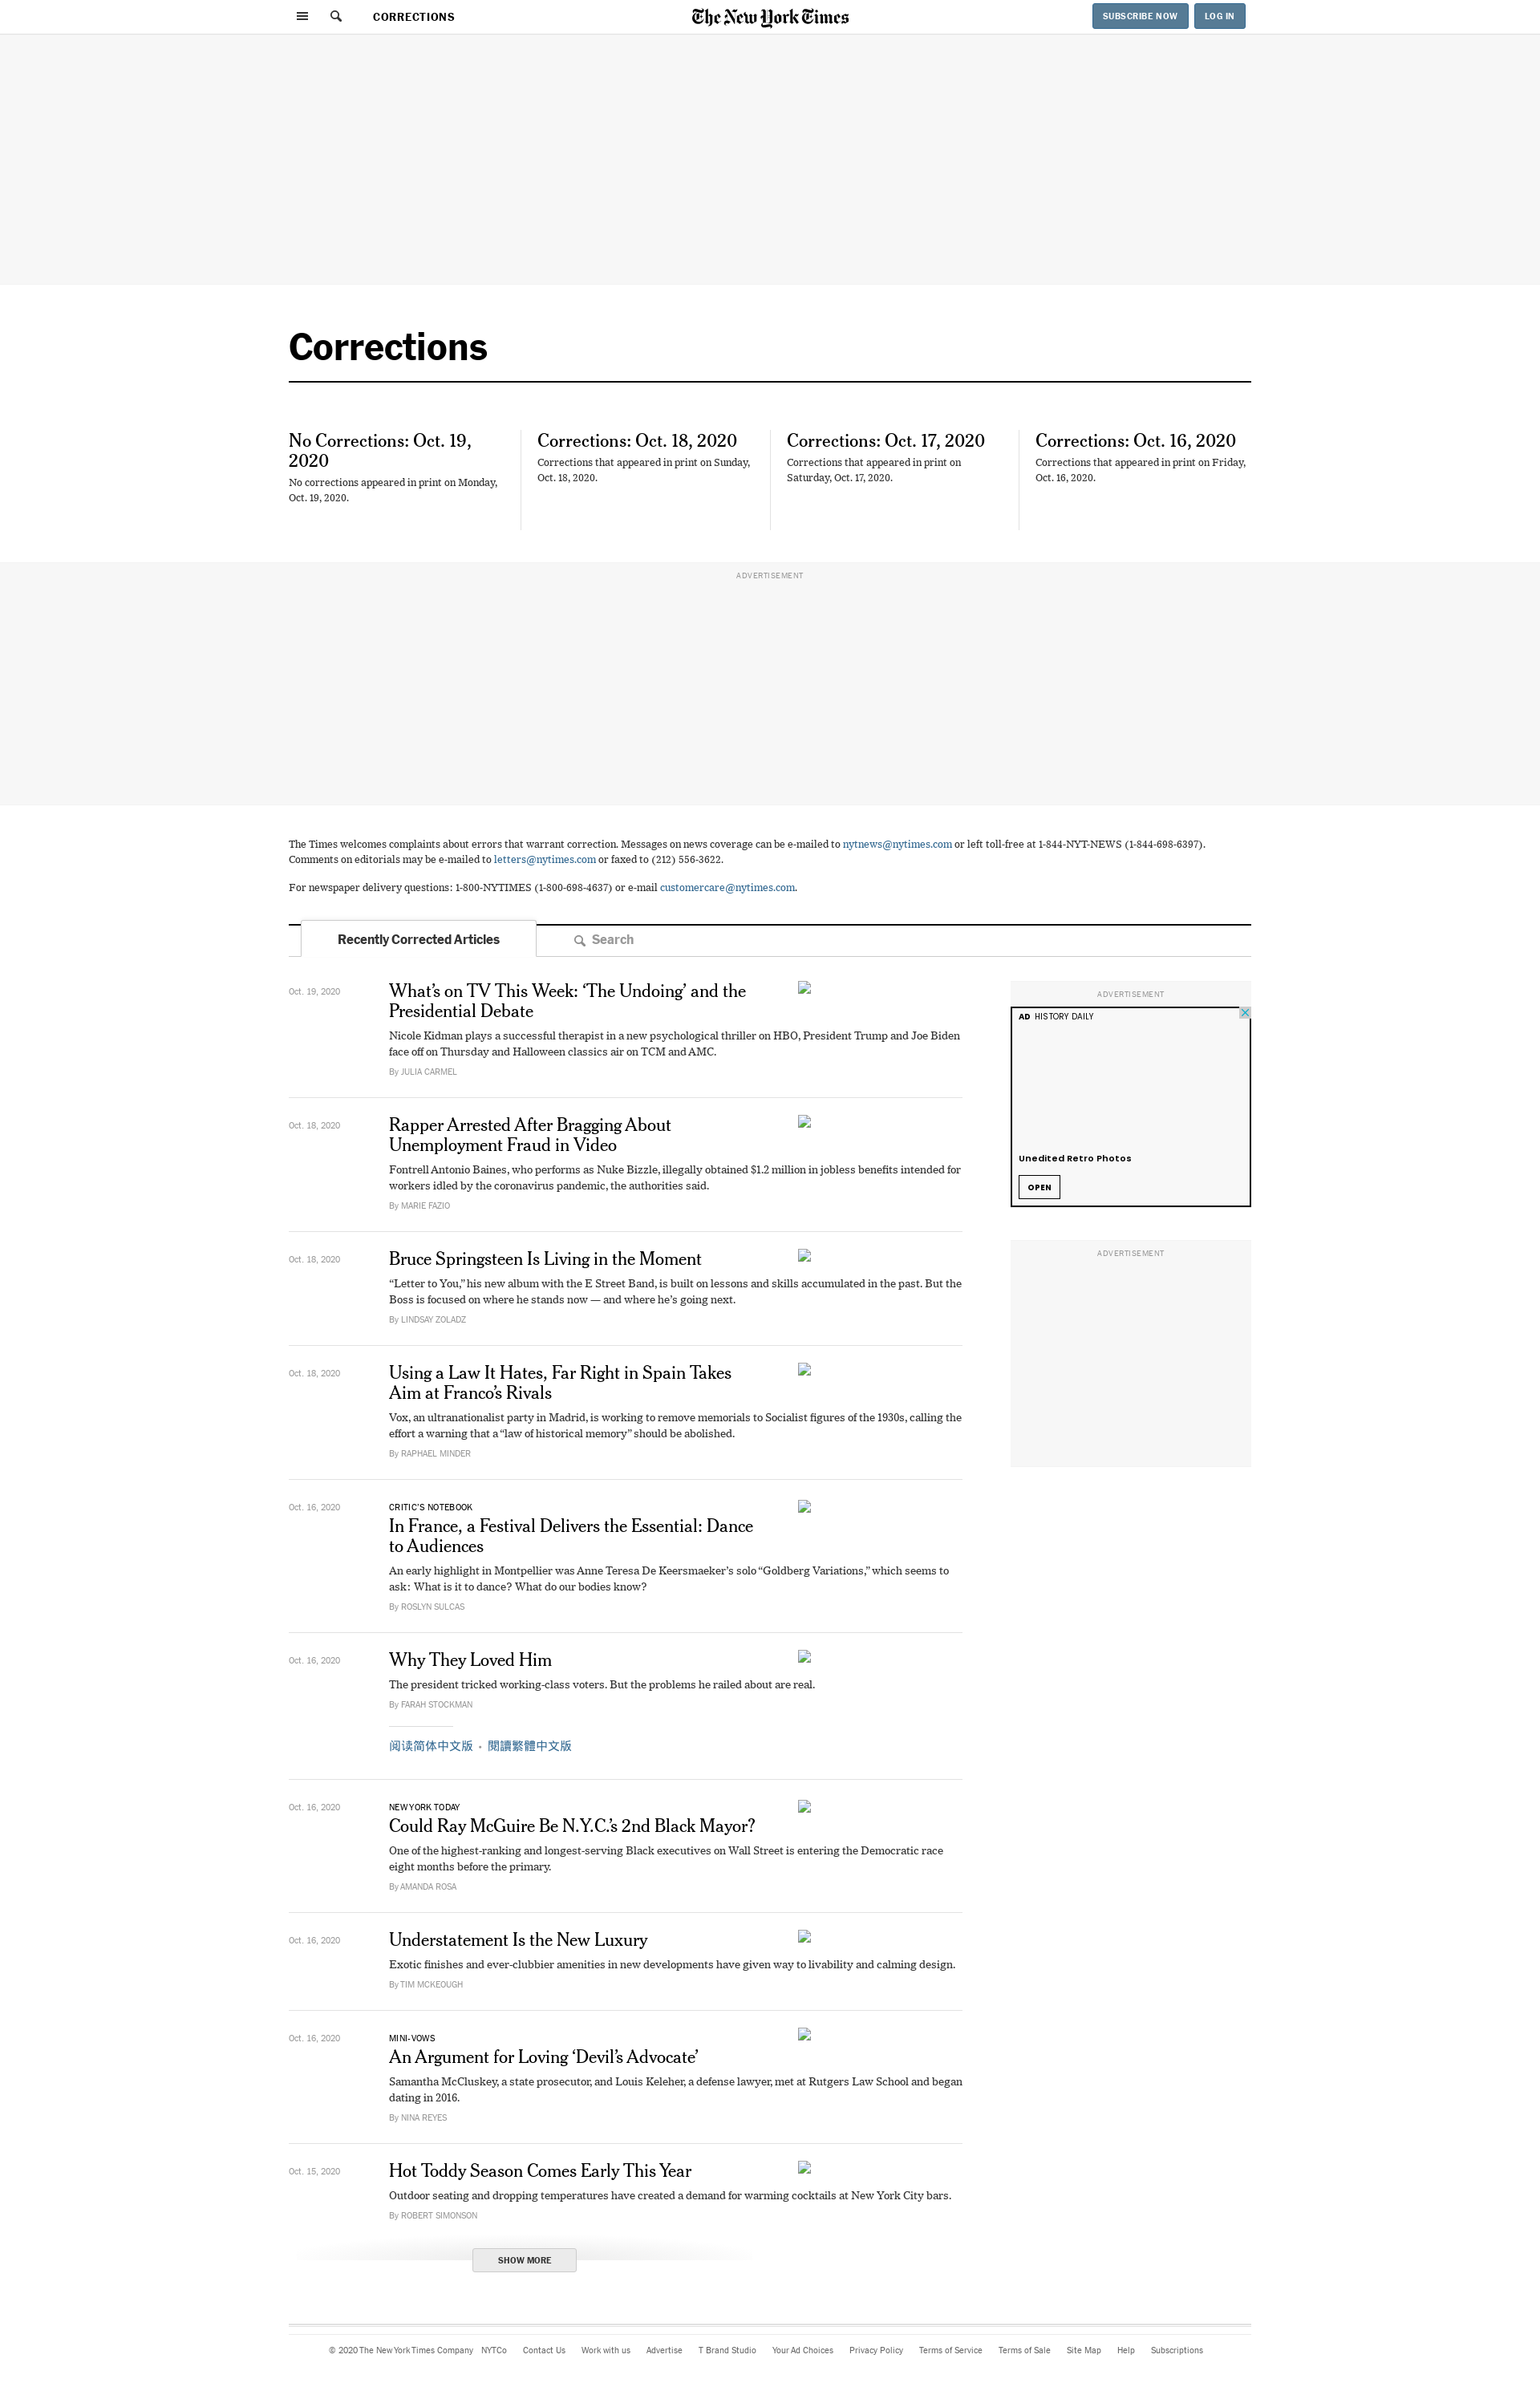 CORRECTIONS
The New York Times
SUBSCRIBE NOW
LOG IN
Corrections
No Corrections: Oct. 19,
2020
No corrections appeared in print on Monday,
Oct. 19, 2020.
Corrections: Oct. 18, 2020
Corrections that appeared in print on Sunday,
Oct. 18, 2020.
Corrections: Oct. 17, 2020
Corrections that appeared in print on
Saturday, Oct. 17, 2020.
Corrections: Oct. 16, 2020
Corrections that appeared in print on Friday,
Oct. 16, 2020.
ADVERTISEMENT
The Times welcomes complaints about errors that warrant correction. Messages on news coverage can be e-mailed to nytnews@nytimes.com or left toll-free at 1-844-NYT-NEWS (1-844-698-6397).
Comments on editorials may be e-mailed to letters@nytimes.com or faxed to (212) 556-3622.
For newspaper delivery questions: 1-800-NYTIMES (1-800-698-4637) or e-mail customercare@nytimes.com.
Recently Corrected Articles
Search
Oct. 19, 2020
What’s on TV This Week: ‘The Undoing’ and the
Presidential Debate
Nicole Kidman plays a successful therapist in a new psychological thriller on HBO, President Trump and Joe Biden
face off on Thursday and Halloween classics air on TCM and AMC.
By JULIA CARMEL
Oct. 18, 2020
Rapper Arrested After Bragging About
Unemployment Fraud in Video
Fontrell Antonio Baines, who performs as Nuke Bizzle, illegally obtained $1.2 million in jobless benefits intended for
workers idled by the coronavirus pandemic, the authorities said.
By MARIE FAZIO
Oct. 18, 2020
Bruce Springsteen Is Living in the Moment
“Letter to You,” his new album with the E Street Band, is built on lessons and skills accumulated in the past. But the
Boss is focused on where he stands now — and where he’s going next.
By LINDSAY ZOLADZ
Oct. 18, 2020
Using a Law It Hates, Far Right in Spain Takes
Aim at Franco’s Rivals
Vox, an ultranationalist party in Madrid, is working to remove memorials to Socialist figures of the 1930s, calling the
effort a warning that a “law of historical memory” should be abolished.
By RAPHAEL MINDER
Oct. 16, 2020
CRITIC’S NOTEBOOK
In France, a Festival Delivers the Essential: Dance
to Audiences
An early highlight in Montpellier was Anne Teresa De Keersmaeker’s solo “Goldberg Variations,” which seems to
ask: What is it to dance? What do our bodies know?
By ROSLYN SULCAS
Oct. 16, 2020
Why They Loved Him
The president tricked working-class voters. But the problems he railed about are real.
By FARAH STOCKMAN
阅读简体中文版 • 閱讀繁體中文版
Oct. 16, 2020
NEW YORK TODAY
Could Ray McGuire Be N.Y.C.’s 2nd Black Mayor?
One of the highest-ranking and longest-serving Black executives on Wall Street is entering the Democratic race
eight months before the primary.
By AMANDA ROSA
Oct. 16, 2020
Understatement Is the New Luxury
Exotic finishes and ever-clubbier amenities in new developments have given way to livability and calming design.
By TIM MCKEOUGH
Oct. 16, 2020
MINI-VOWS
An Argument for Loving ‘Devil’s Advocate’
Samantha McCluskey, a state prosecutor, and Louis Keleher, a defense lawyer, met at Rutgers Law School and began
dating in 2016.
By NINA REYES
Oct. 15, 2020
Hot Toddy Season Comes Early This Year
Outdoor seating and dropping temperatures have created a demand for warming cocktails at New York City bars.
By ROBERT SIMONSON
SHOW MORE
ADVERTISEMENT
AD HISTORY DAILY
Unedited Retro Photos
OPEN
ADVERTISEMENT
© 2020 The New York Times Company NYTCo Contact Us Work with us Advertise T Brand Studio Your Ad Choices Privacy Policy Terms of Service Terms of Sale Site Map Help Subscriptions